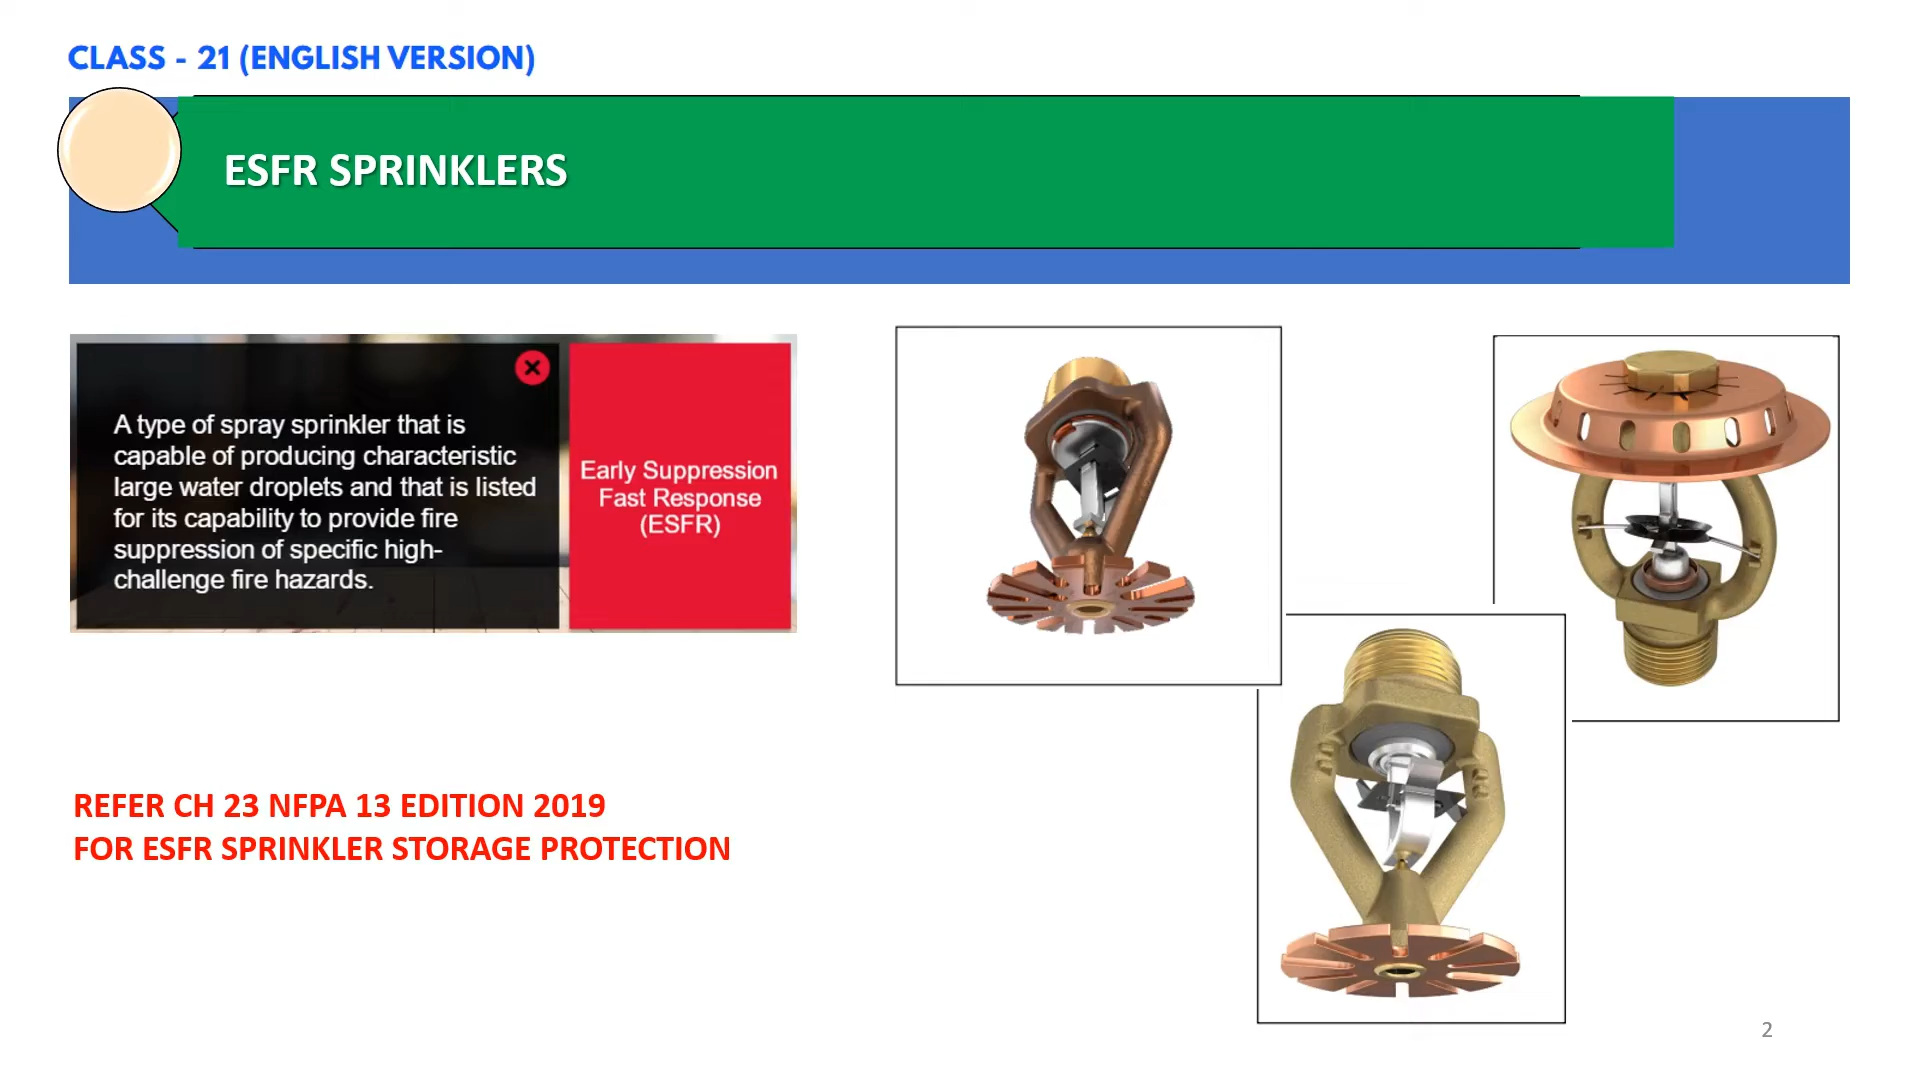 CLASS - 21 (ENGLISH VERSION)
ESFR SPRINKLERS
A type of spray sprinkler that is
capable of producing characteristic
large water droplets and that is listed
for its capability to provide fire
suppression of specific high-
challenge fire hazards.
Early Suppression
Fast Response
(ESFR)
REFER CH 23 NFPA 13 EDITION 2019
FOR ESFR SPRINKLER STORAGE PROTECTION
2